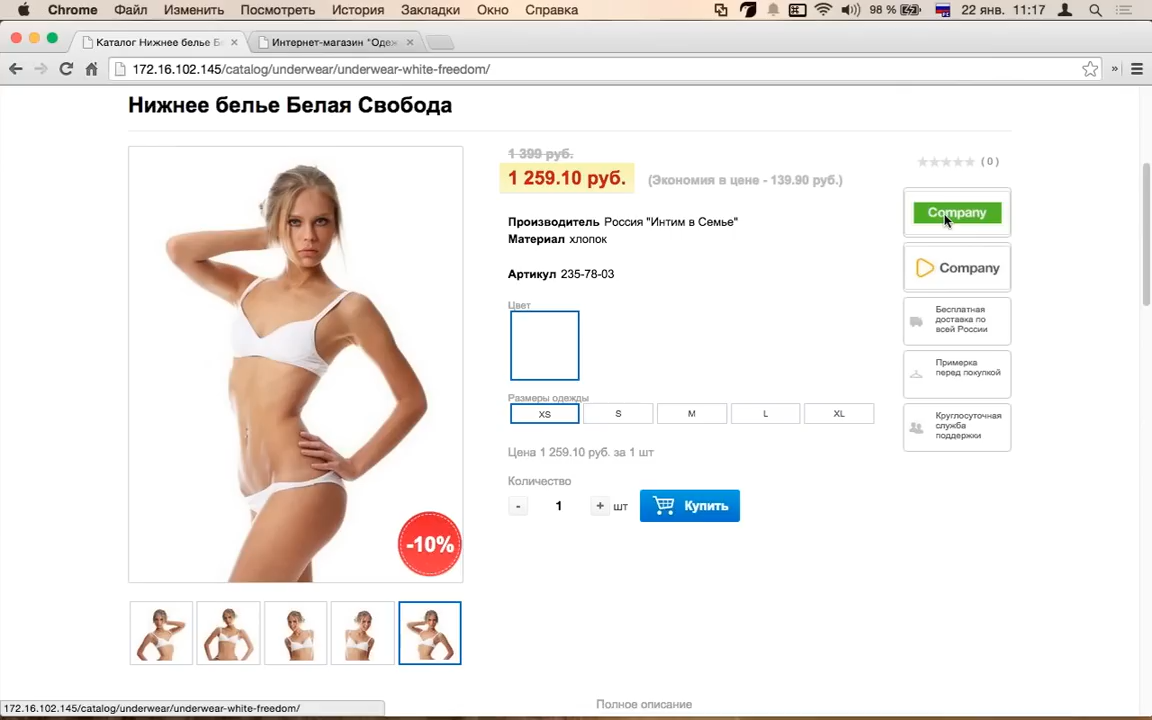 Chrome Файл Изменить Посмотреть История Закладки Окно Справка 98 % 22 янв. 11:17
Каталог Нижнее белье Бе
Интернет-магазин "Одеж
172.16.102.145/catalog/underwear/underwear-white-freedom/
Нижнее белье Белая Свобода
1 399 руб.
1 259.10 руб. (Экономия в цене - 139.90 руб.)
Производитель Россия "Интим в Семье"
Материал хлопок
Артикул 235-78-03
Цвет
Размеры одежды
XS S M L XL
Цена 1 259.10 руб. за 1 шт
Количество
- 1 + шт Купить
-10%
( 0 )
Company
Company
Бесплатная
доставка по
всей России
Примерка
перед покупкой
Круглосуточная
служба
поддержки
Полное описание
172.16.102.145/catalog/underwear/underwear-white-freedom/